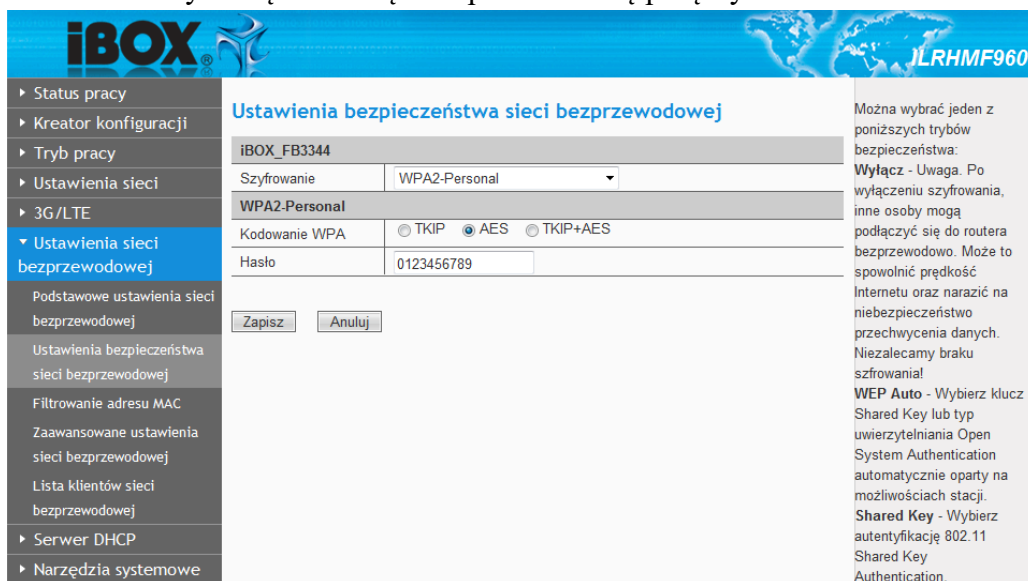 iBOX®
ILRHMF960
Status pracy
Kreator konfiguracji
Tryb pracy
Ustawienia sieci
3G/LTE
Ustawienia sieci
bezprzewodowej
Podstawowe ustawienia sieci
bezprzewodowej
Ustawienia bezpieczeństwa
sieci bezprzewodowej
Filtrowanie adresu MAC
Zaawansowane ustawienia
sieci bezprzewodowej
Lista klientów sieci
bezprzewodowej
Serwer DHCP
Narzędzia systemowe
Ustawienia bezpieczeństwa sieci bezprzewodowej
iBOX_FB3344
Szyfrowanie WPA2-Personal
WPA2-Personal
Kodowanie WPA TKIP AES TKIP+AES
Hasło 0123456789
Zapisz Anuluj
Można wybrać jeden z
poniższych trybów
bezpieczeństwa:
Wyłącz - Uwaga. Po
wyłączeniu szyfrowania,
inne osoby mogą
podłączyć się do routera
bezprzewodowo. Może to
spowolnić prędkość
Internetu oraz narazić na
niebezpieczeństwo
przechwycenia danych.
Niezalecamy braku
szfrowania!
WEP Auto - Wybierz klucz
Shared Key lub typ
uwierzytelniania Open
System Authentication
automatycznie oparty na
możliwościach stacji.
Shared Key - Wybierz
autentyfikację 802.11
Shared Key
Authentication.